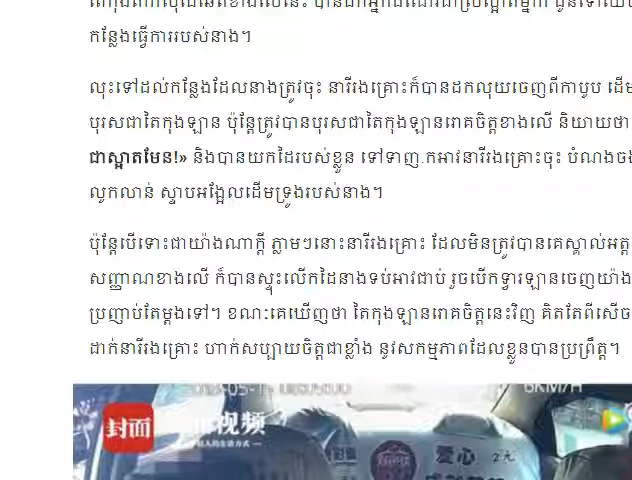 កន្លែងធ្វើការរបស់នាង។
លុះទៅដល់កន្លែងដែលនាងត្រូវចុះ នារីរងគ្រោះក៏បានដកលុយចេញពីកាបូប ដើម
បុរសជាតៃកុងឡាន ប៉ុន្តែត្រូវបានបុរសជាតៃកុងឡានរោគចិត្តខាងលើ និយាយថា
ជាស្អាតមែន!» និងបានយកដៃរបស់ខ្លួន ទៅទាញ.កអាវនារីរងគ្រោះចុះ បំណងចង់
លូកលាន់ ស្ទាបអង្អែលដើមទ្រូងរបស់នាង។
ប៉ុន្តែបើទោះជាយ៉ាងណាក្ដី ភ្លាមៗនោះនារីរងគ្រោះ ដែលមិនត្រូវបានគេស្គាល់អត្ត
សញ្ញាណខាងលើ ក៏បានស្ទុះលើកដៃនាងទប់អាវជាប់ រួចបើកទ្វារឡានចេញយ៉ាង
ប្រញាប់តែម្ដងទៅ។ ខណៈគេឃើញថា តៃកុងឡានរោគចិត្តនេះវិញ គិតតែពីសើច
ដាក់នារីរងគ្រោះ ហាក់សប្បាយចិត្តជាខ្លាំង នូវសកម្មភាពដែលខ្លួនបានប្រព្រឹត្ត។
6KM/H
封面 视频
爱心 2元